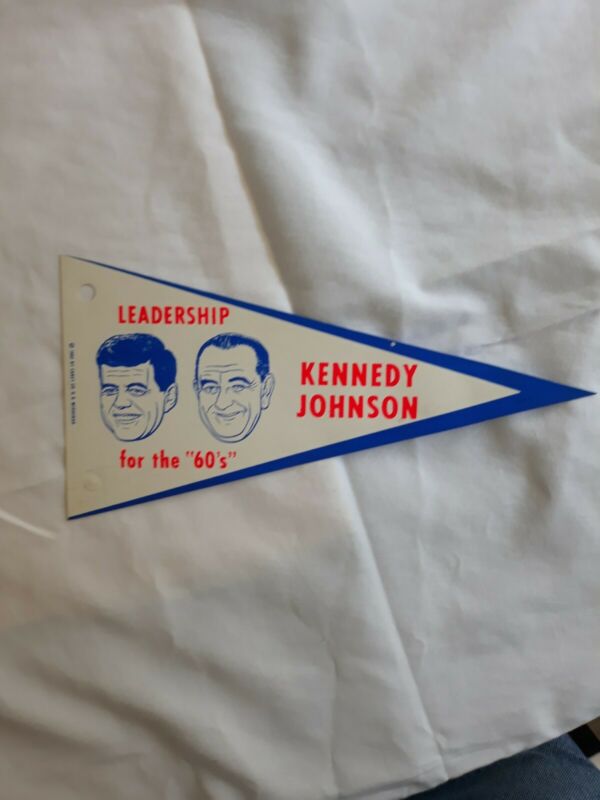 LEADERSHIP
for the "60's"
KENNEDY
JOHNSON